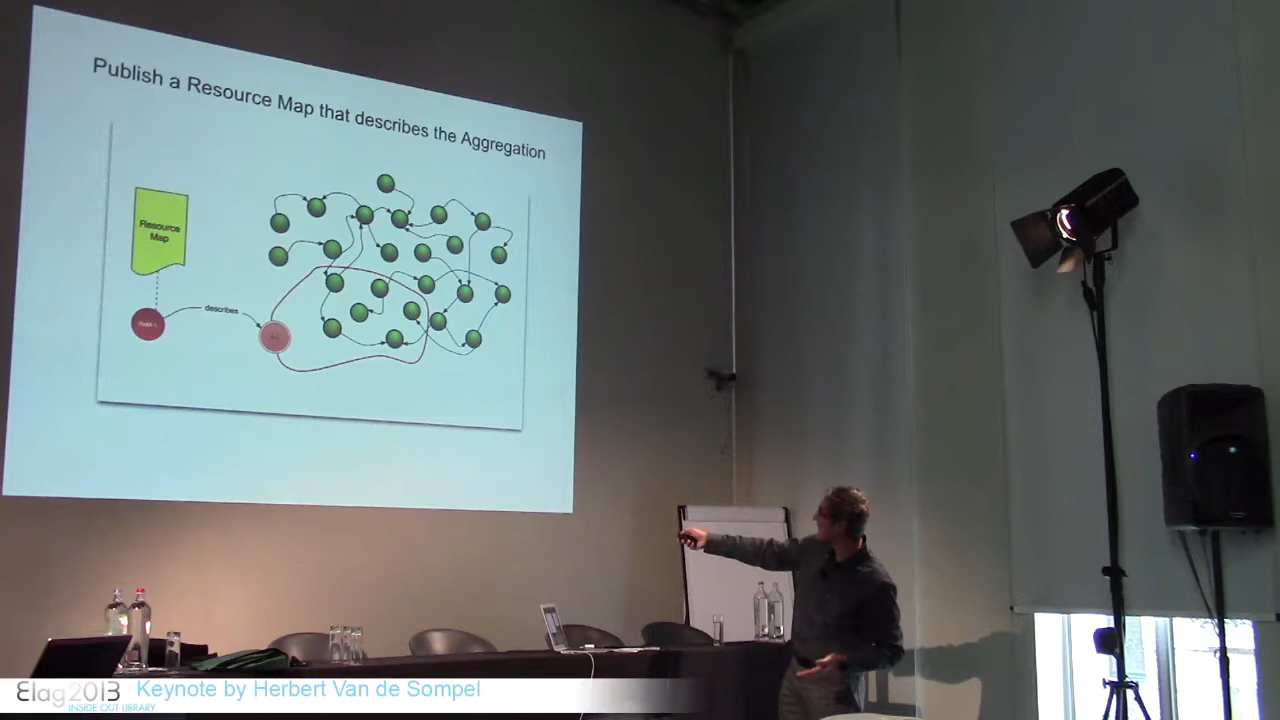 Publish a Resource Map that describes the Aggregation
Resource
Map
describes
Elag2013
INSIDE OUT LIBRARY
Keynote by Herbert Van de Sompel